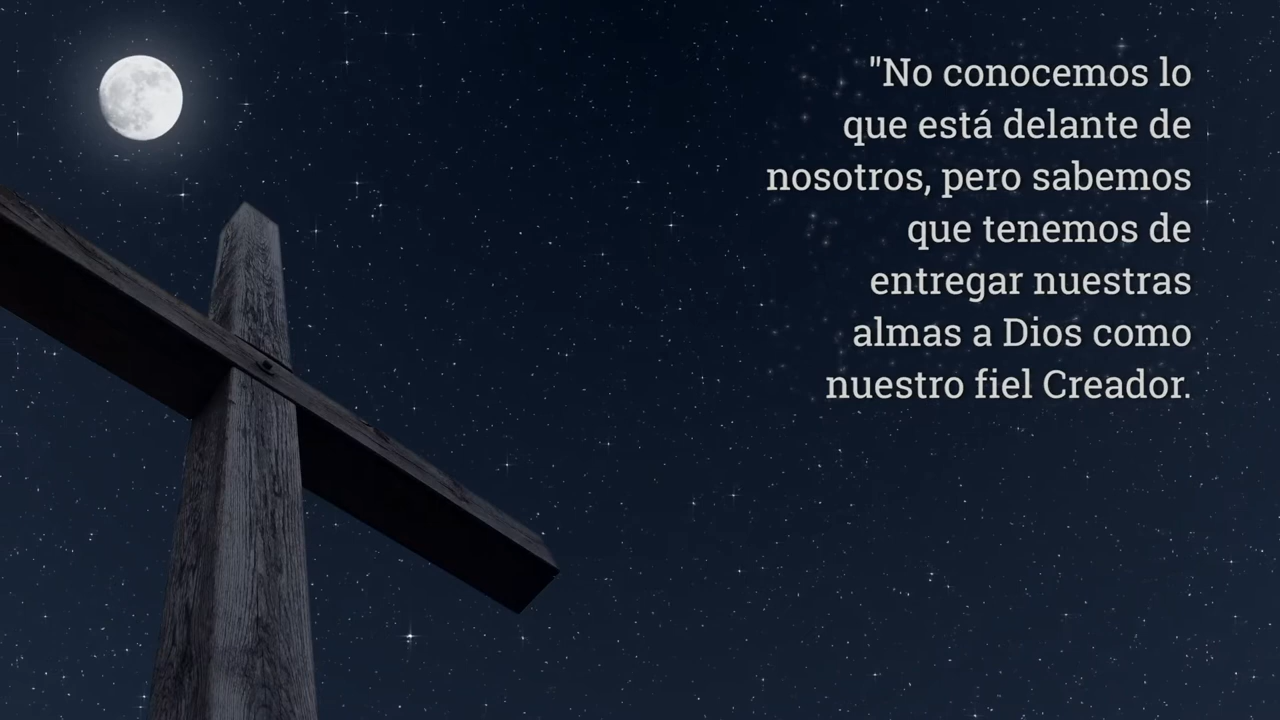 "No conocemos lo
que está delante de
nosotros, pero sabemos
que tenemos de
entregar nuestras
almas a Dios como
nuestro fiel Creador.